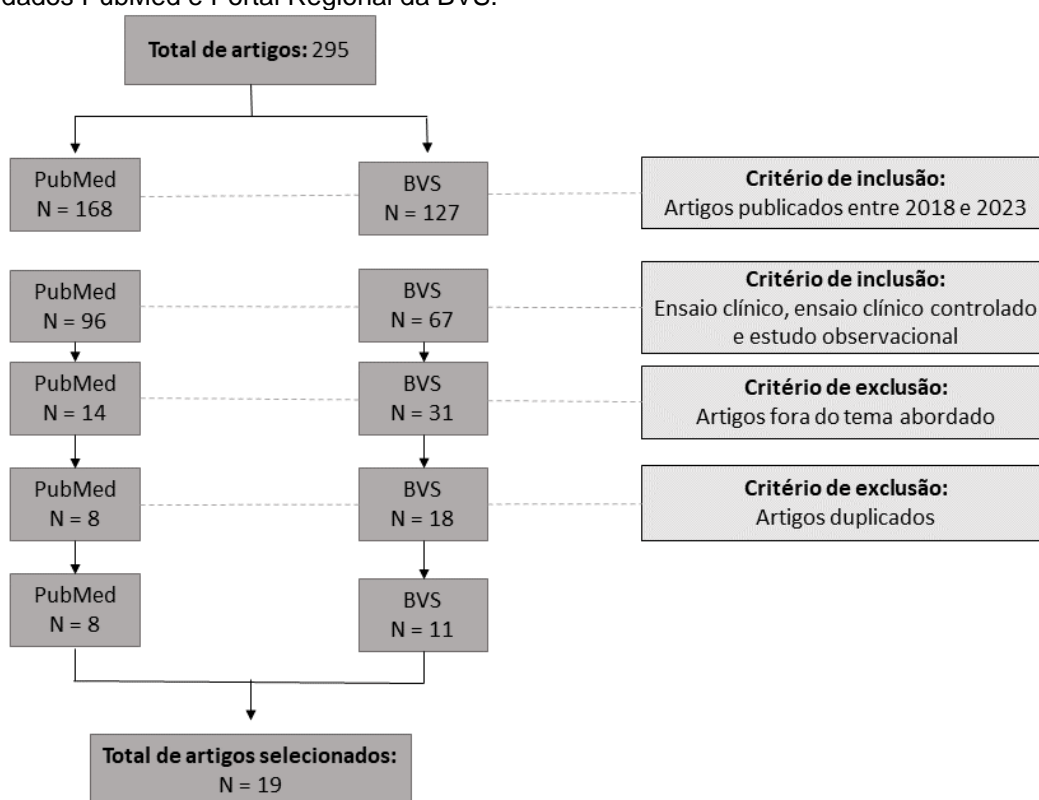 dados PubMed e Portal Regional da BVS.
Total de artigos: 295
PubMed
N = 168
BVS
N = 127
Critério de inclusão:
Artigos publicados entre 2018 e 2023
PubMed
N = 96
BVS
N = 67
Critério de inclusão:
Ensaio clínico, ensaio clínico controlado
e estudo observacional
PubMed
N = 14
BVS
N = 31
Critério de exclusão:
Artigos fora do tema abordado
PubMed
N = 8
BVS
N = 18
Critério de exclusão:
Artigos duplicados
PubMed
N = 8
BVS
N = 11
Total de artigos selecionados:
N = 19